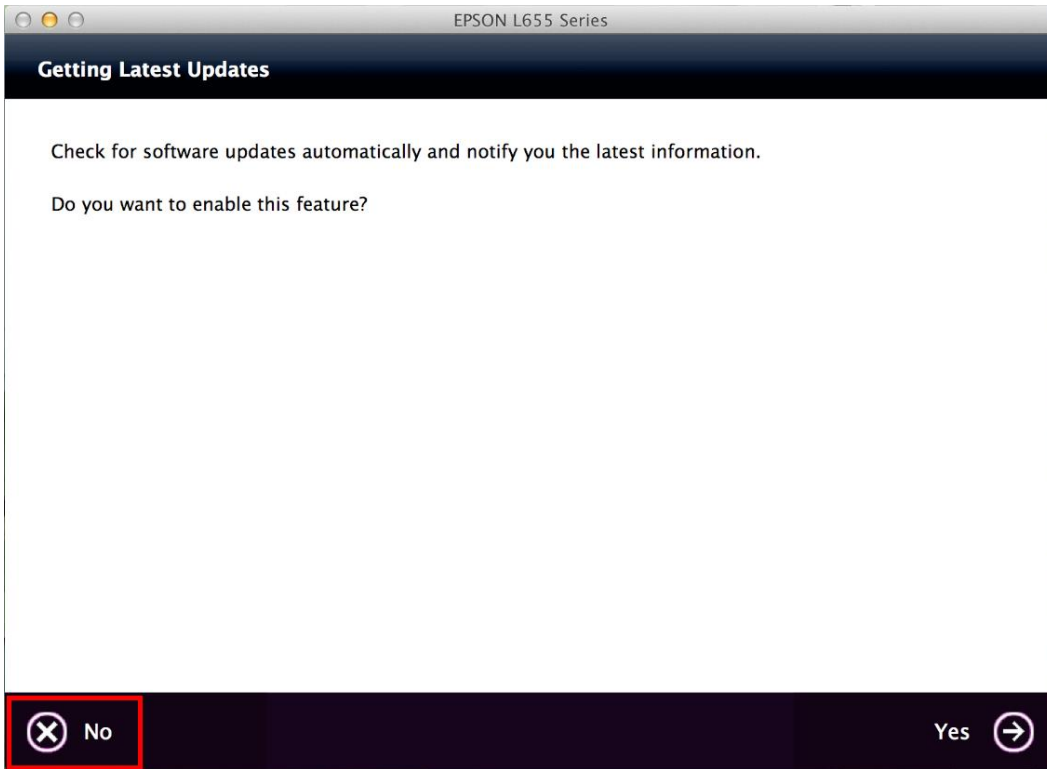 EPSON L655 Series
Getting Latest Updates
Check for software updates automatically and notify you the latest information.
Do you want to enable this feature?
No
Yes